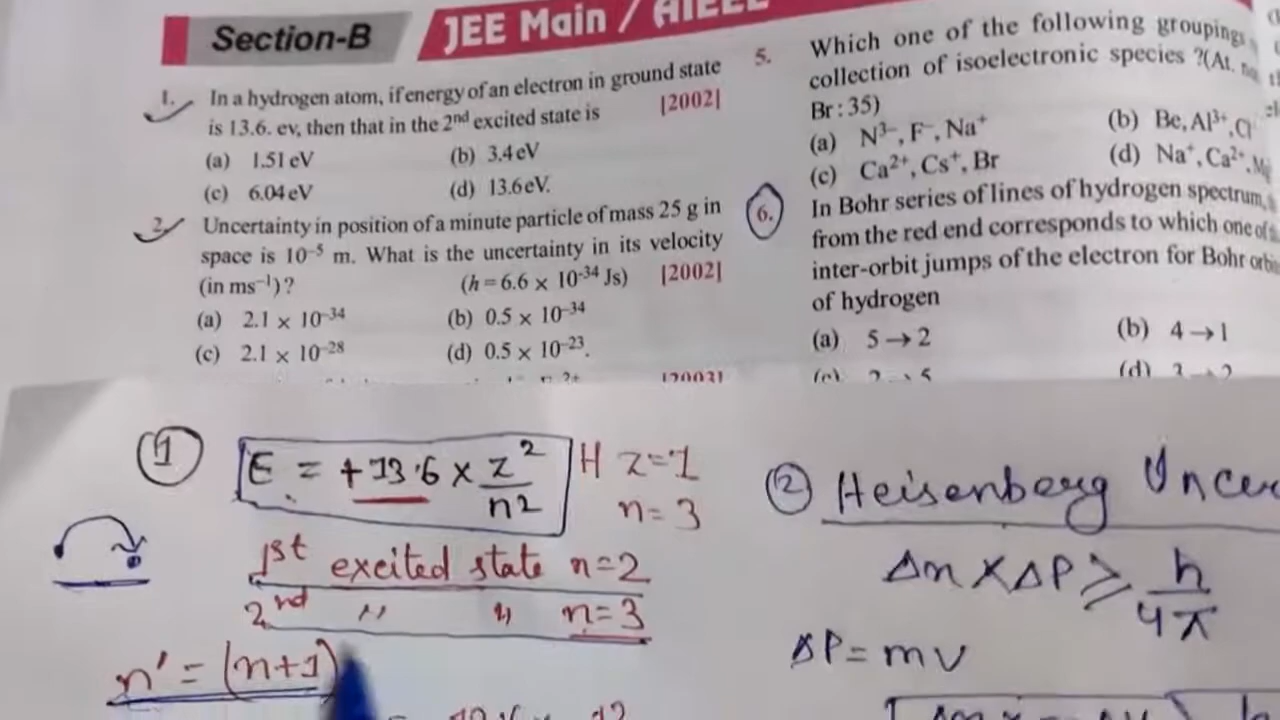 Section-B
JEE Main / AIEEE
1. In a hydrogen atom, if energy of an electron in ground state
is 13.6. ev, then that in the 2nd excited state is [2002]
(a) 1.51 eV (b) 3.4 eV
(c) 6.04 eV (d) 13.6 eV.
2. Uncertainty in position of a minute particle of mass 25 g in
space is 10⁻⁵ m. What is the uncertainty in its velocity
(in ms⁻¹)? (h = 6.6 × 10⁻³⁴ Js) [2002]
(a) 2.1 × 10⁻³⁴ (b) 0.5 × 10⁻³⁴
(c) 2.1 × 10⁻²⁸ (d) 0.5 × 10⁻²³.
[2003]
5. Which one of the following groupings
collection of isoelectronic species ?(At.
Br : 35)
(a) N³⁻, F⁻, Na⁺ (b) Be, Al³⁺, Cl⁻
(c) Ca²⁺, Cs⁺, Br (d) Na⁺, Ca²⁺, Mg
6. In Bohr series of lines of hydrogen spectrum,
from the red end corresponds to which one of
inter-orbit jumps of the electron for Bohr
of hydrogen
(a) 5 → 2 (b) 4 → 1
(c) 2 → 5 (d) 3 → 2
① E = +13.6 × z²/n² H z=1
n=3
1st excited state n=2
2nd " " n=3
n' = (n+1)
② Heisenberg
Δx × ΔP ≥ h/4π
ΔP = mv